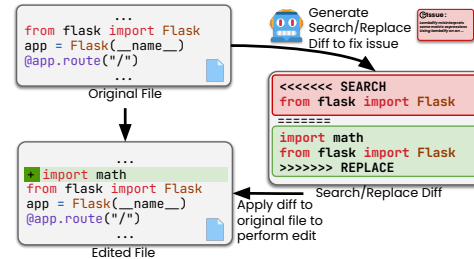 ...
from flask import Flask
app = Flask(__name__)
@app.route("/")
...
Original File
Generate
Search/Replace
Diff to fix issue
Issue:
<<<<<<< SEARCH
from flask import Flask
=======
import math
from flask import Flask
>>>>>>> REPLACE
Search/Replace Diff
Apply diff to
original file to
perform edit
...
+ import math
from flask import Flask
app = Flask(__name__)
@app.route("/")
...
Edited File